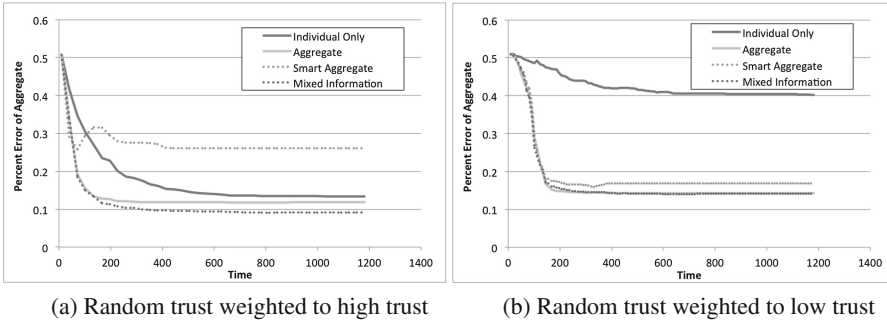 0.6
0.5
0.4
0.3
0.2
0.1
0
Percent Error of Aggregate
Individual Only
Aggregate
Smart Aggregate
Mixed Information
0 200 400 600 800 1000 1200 1400
Time
(a) Random trust weighted to high trust
0.6
0.5
0.4
0.3
0.2
0.1
0
Percent Error of Aggregate
Individual Only
Aggregate
Smart Aggregate
Mixed Information
0 200 400 600 800 1000 1200 1400
Time
(b) Random trust weighted to low trust